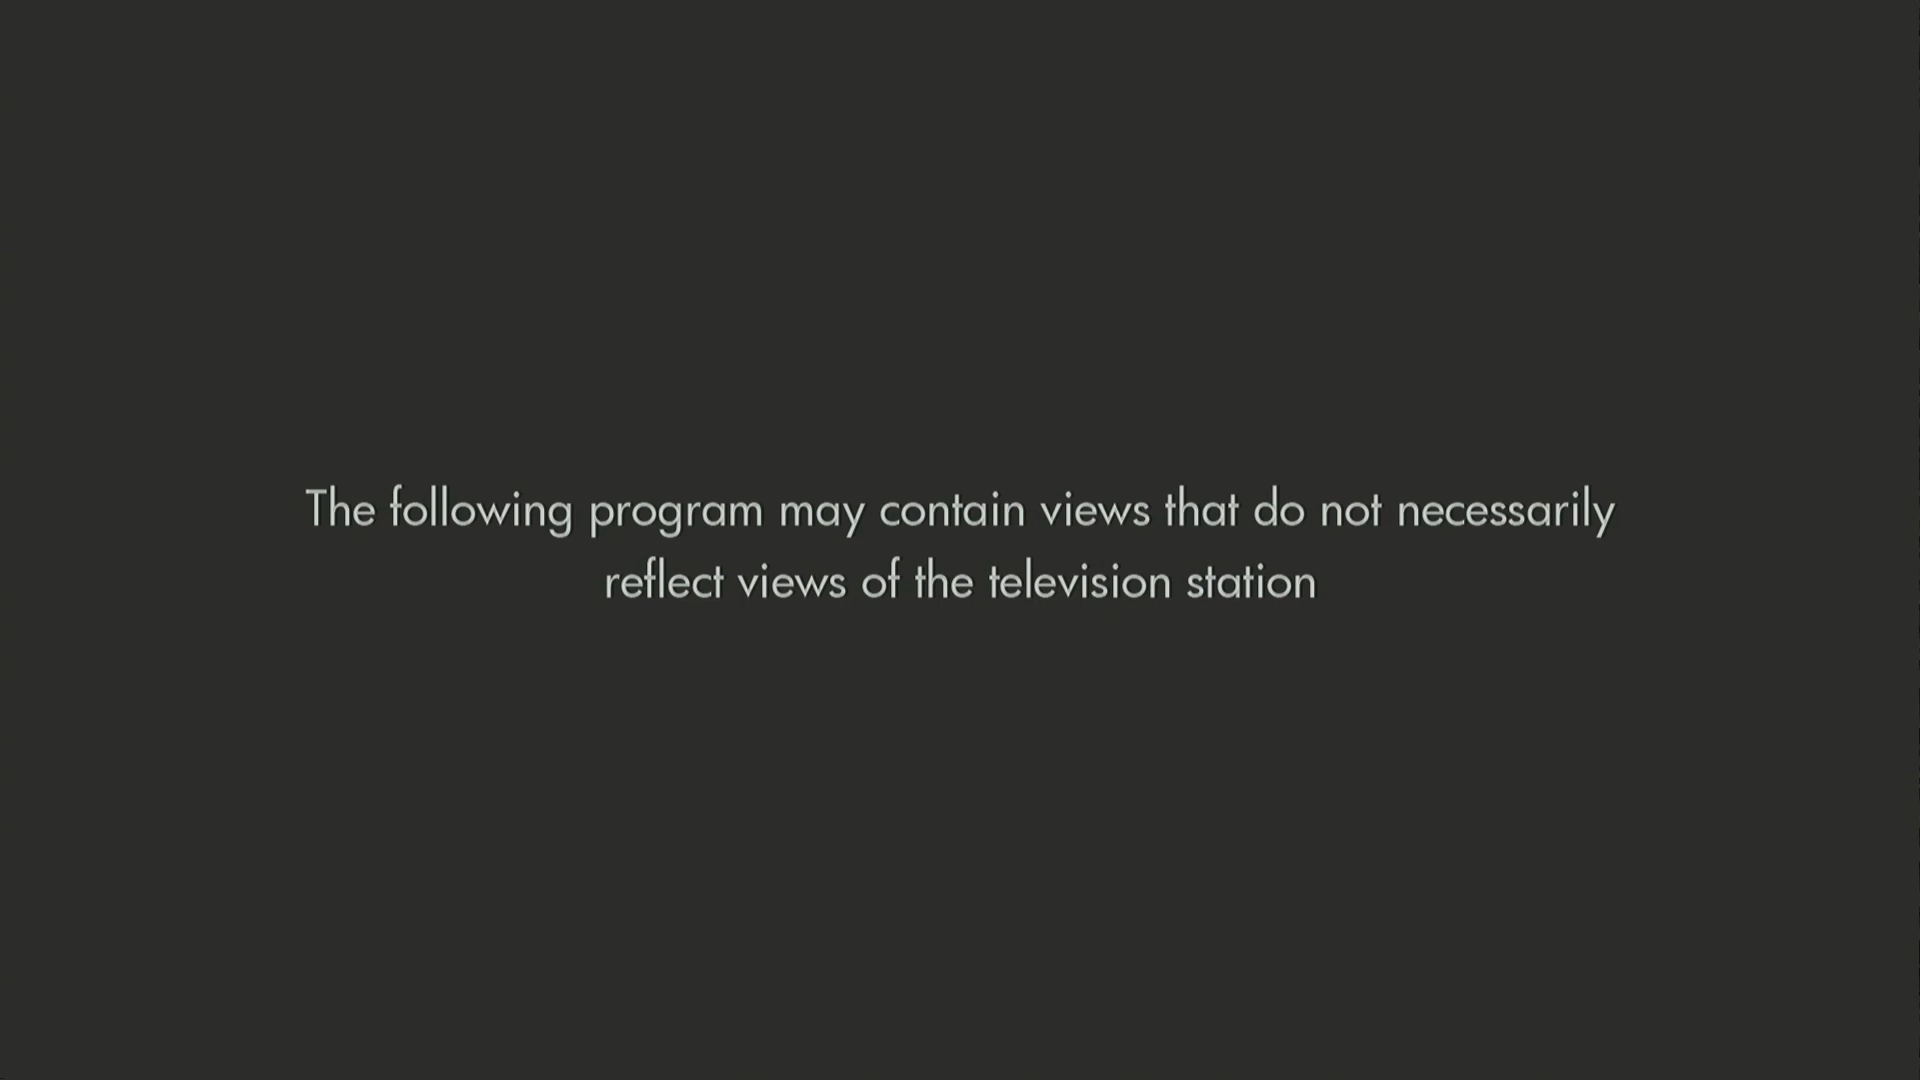 The following program may contain views that do not necessarily
reflect views of the television station